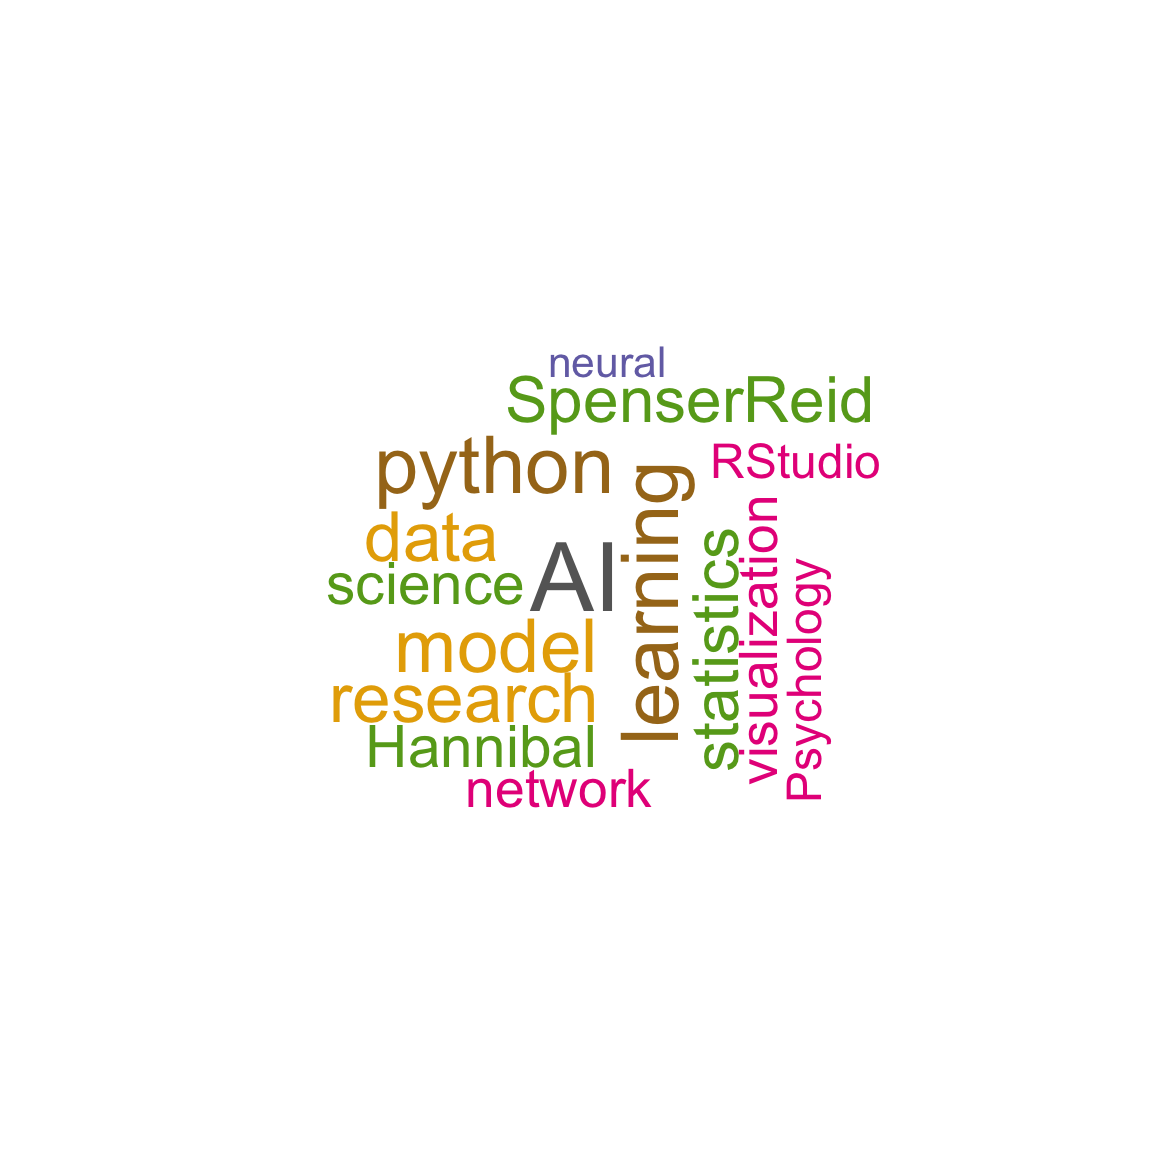 neural
SpenserReid
python
RStudio
learning
data
AI
science
statistics
visualization
Psychology
model
research
Hannibal
network